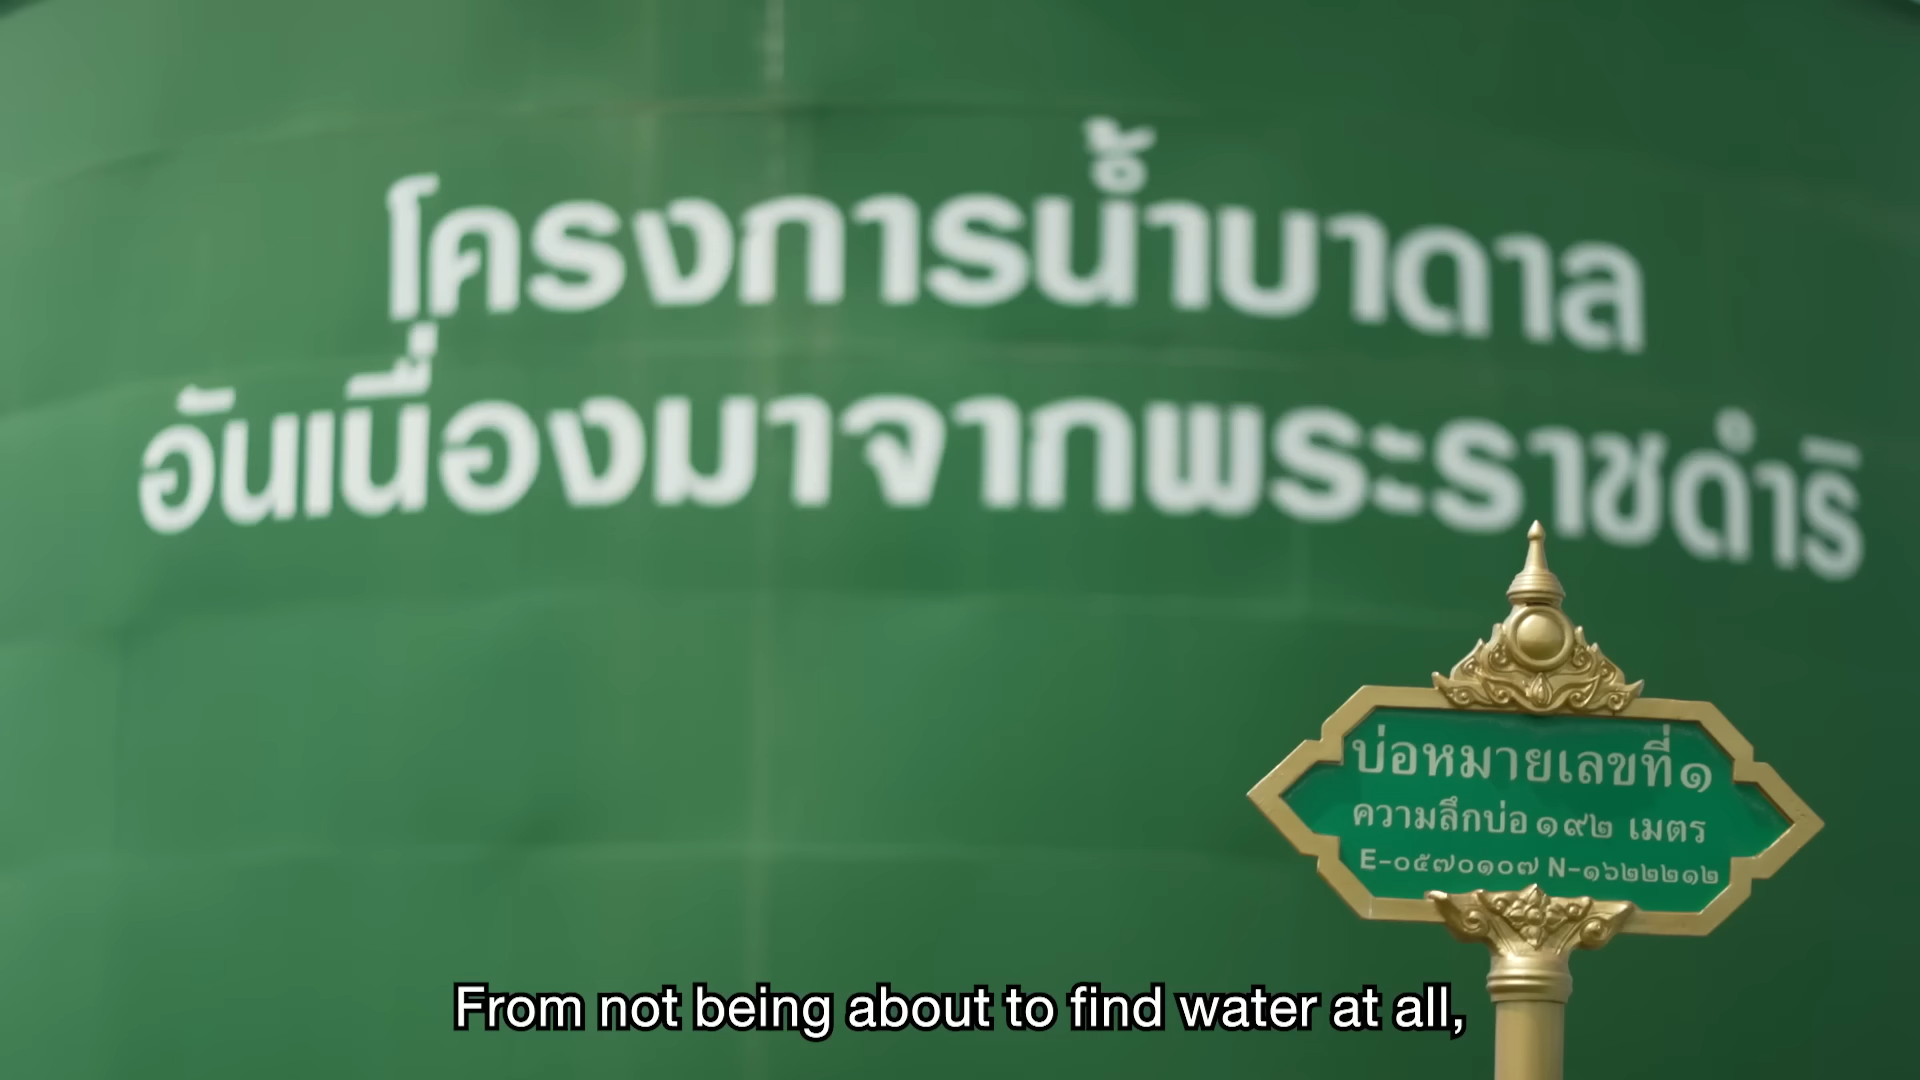 โครงการน้ำบาดาล
อันเนื่องมาจากพระราชดำริ
บ่อหมายเลขที่ ๑
ความลึกบ่อ ๑๙๒ เมตร
E-๐๕๗๐๑๐๗ N-๑๖๒๒๒๑๒
From not being about to find water at all,